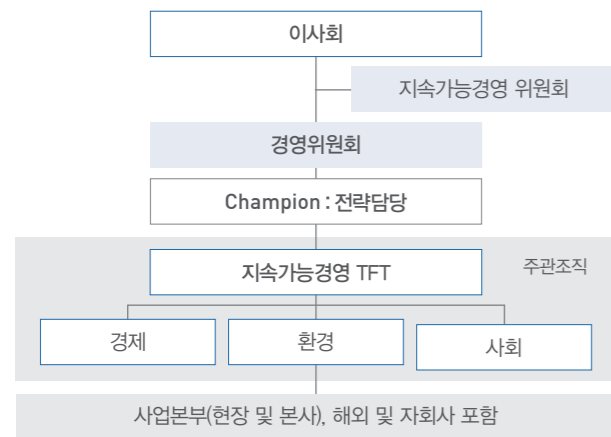 이사회
지속가능경영 위원회
경영위원회
Champion : 전략담당
지속가능경영 TFT
주관조직
경제
환경
사회
사업본부(현장 및 본사), 해외 및 자회사 포함